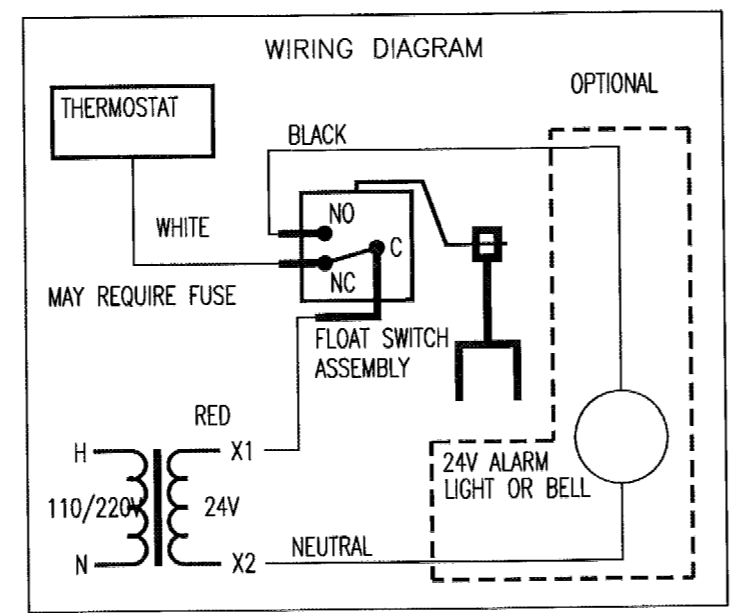 WIRING DIAGRAM
OPTIONAL
THERMOSTAT
BLACK
NO
WHITE
C
NC
MAY REQUIRE FUSE
FLOAT SWITCH
ASSEMBLY
RED
H
X1
24V ALARM
LIGHT OR BELL
110/220V
24V
NEUTRAL
N
X2